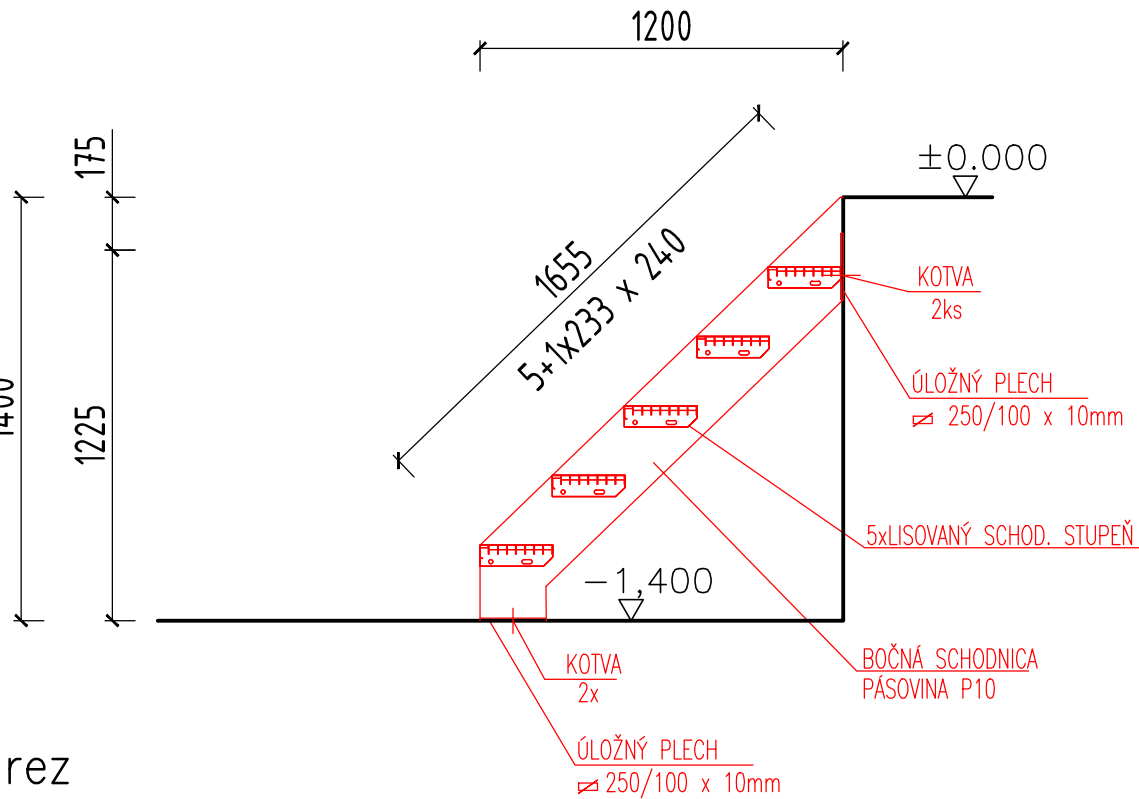 1200
175
±0.000
1655
5+1x233 x 240
KOTVA
2ks
1400
1225
ÚLOŽNÝ PLECH
250/100 x 10mm
5xLISOVANÝ SCHOD. STUPEŇ
-1,400
KOTVA
2x
BOČNÁ SCHODNICA
PÁSOVINA P10
ÚLOŽNÝ PLECH
250/100 x 10mm
rez